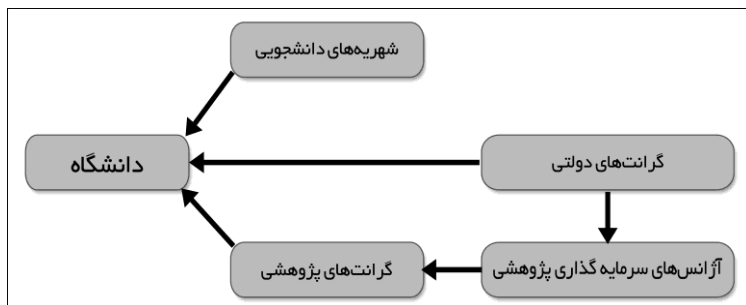 شهریه‌های دانشجویی
دانشگاه
گرانت‌های دولتی
گرانت‌های پژوهشی
آژانس‌های سرمایه گذاری پژوهشی